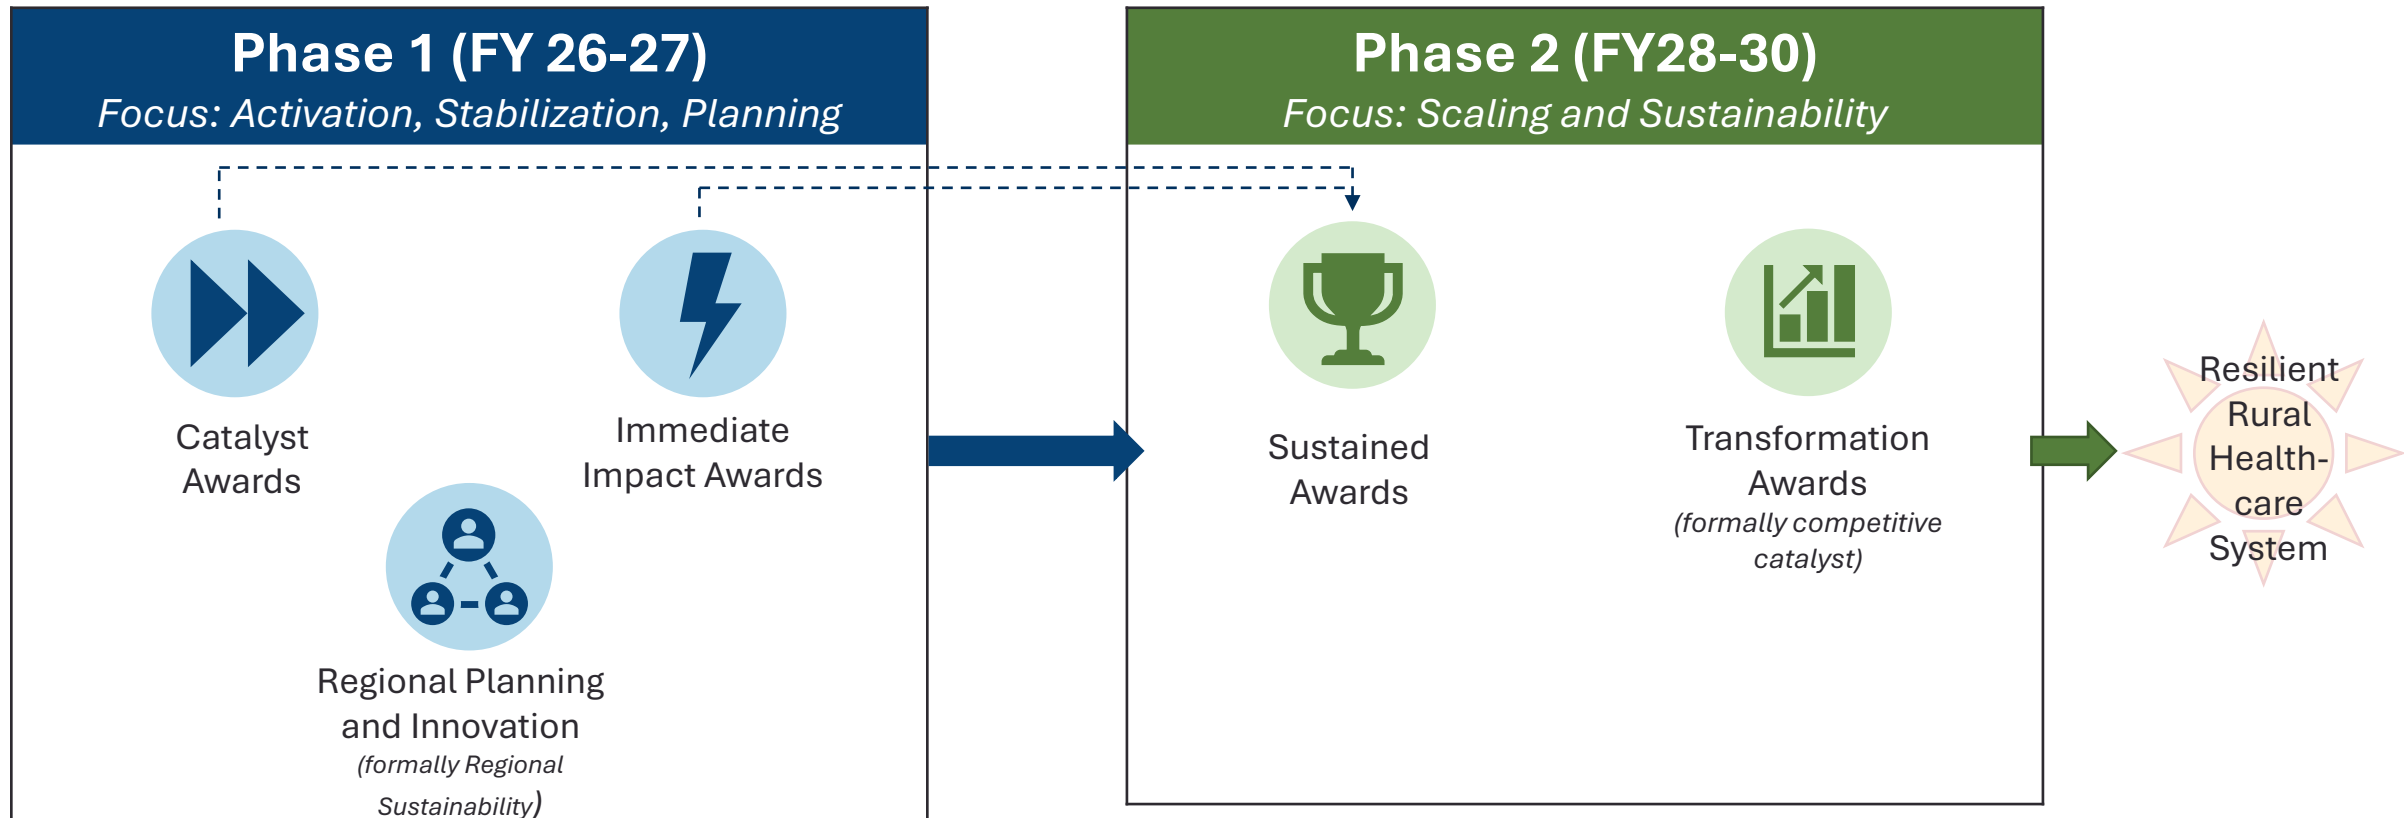 Phase 1 (FY 26-27)
Focus: Activation, Stabilization, Planning
Catalyst
Awards
Immediate
Impact Awards
Regional Planning
and Innovation
(formally Regional
Sustainability)
Phase 2 (FY28-30)
Focus: Scaling and Sustainability
Sustained
Awards
Transformation
Awards
(formally competitive
catalyst)
Resilient
Rural
Health-
care
System